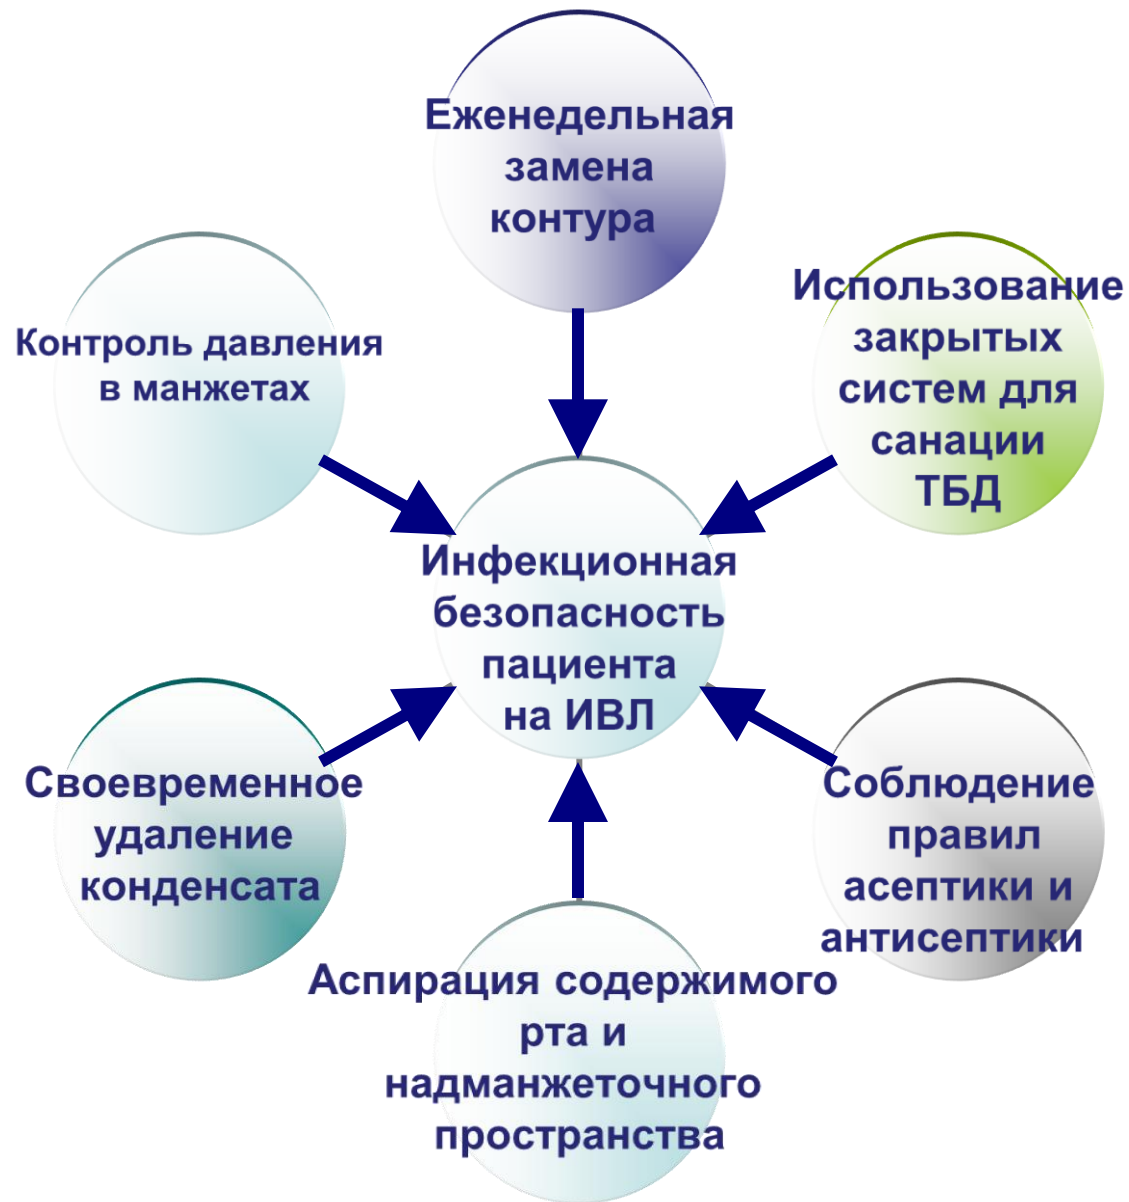 Еженедельная
замена
контура
Использование
закрытых
систем для
санации
ТБД
Контроль давления
в манжетах
Инфекционная
безопасность
пациента
на ИВЛ
Своевременное
удаление
конденсата
Соблюдение
правил
асептики и
антисептики
Аспирация содержимого
рта и
надманжеточного
пространства